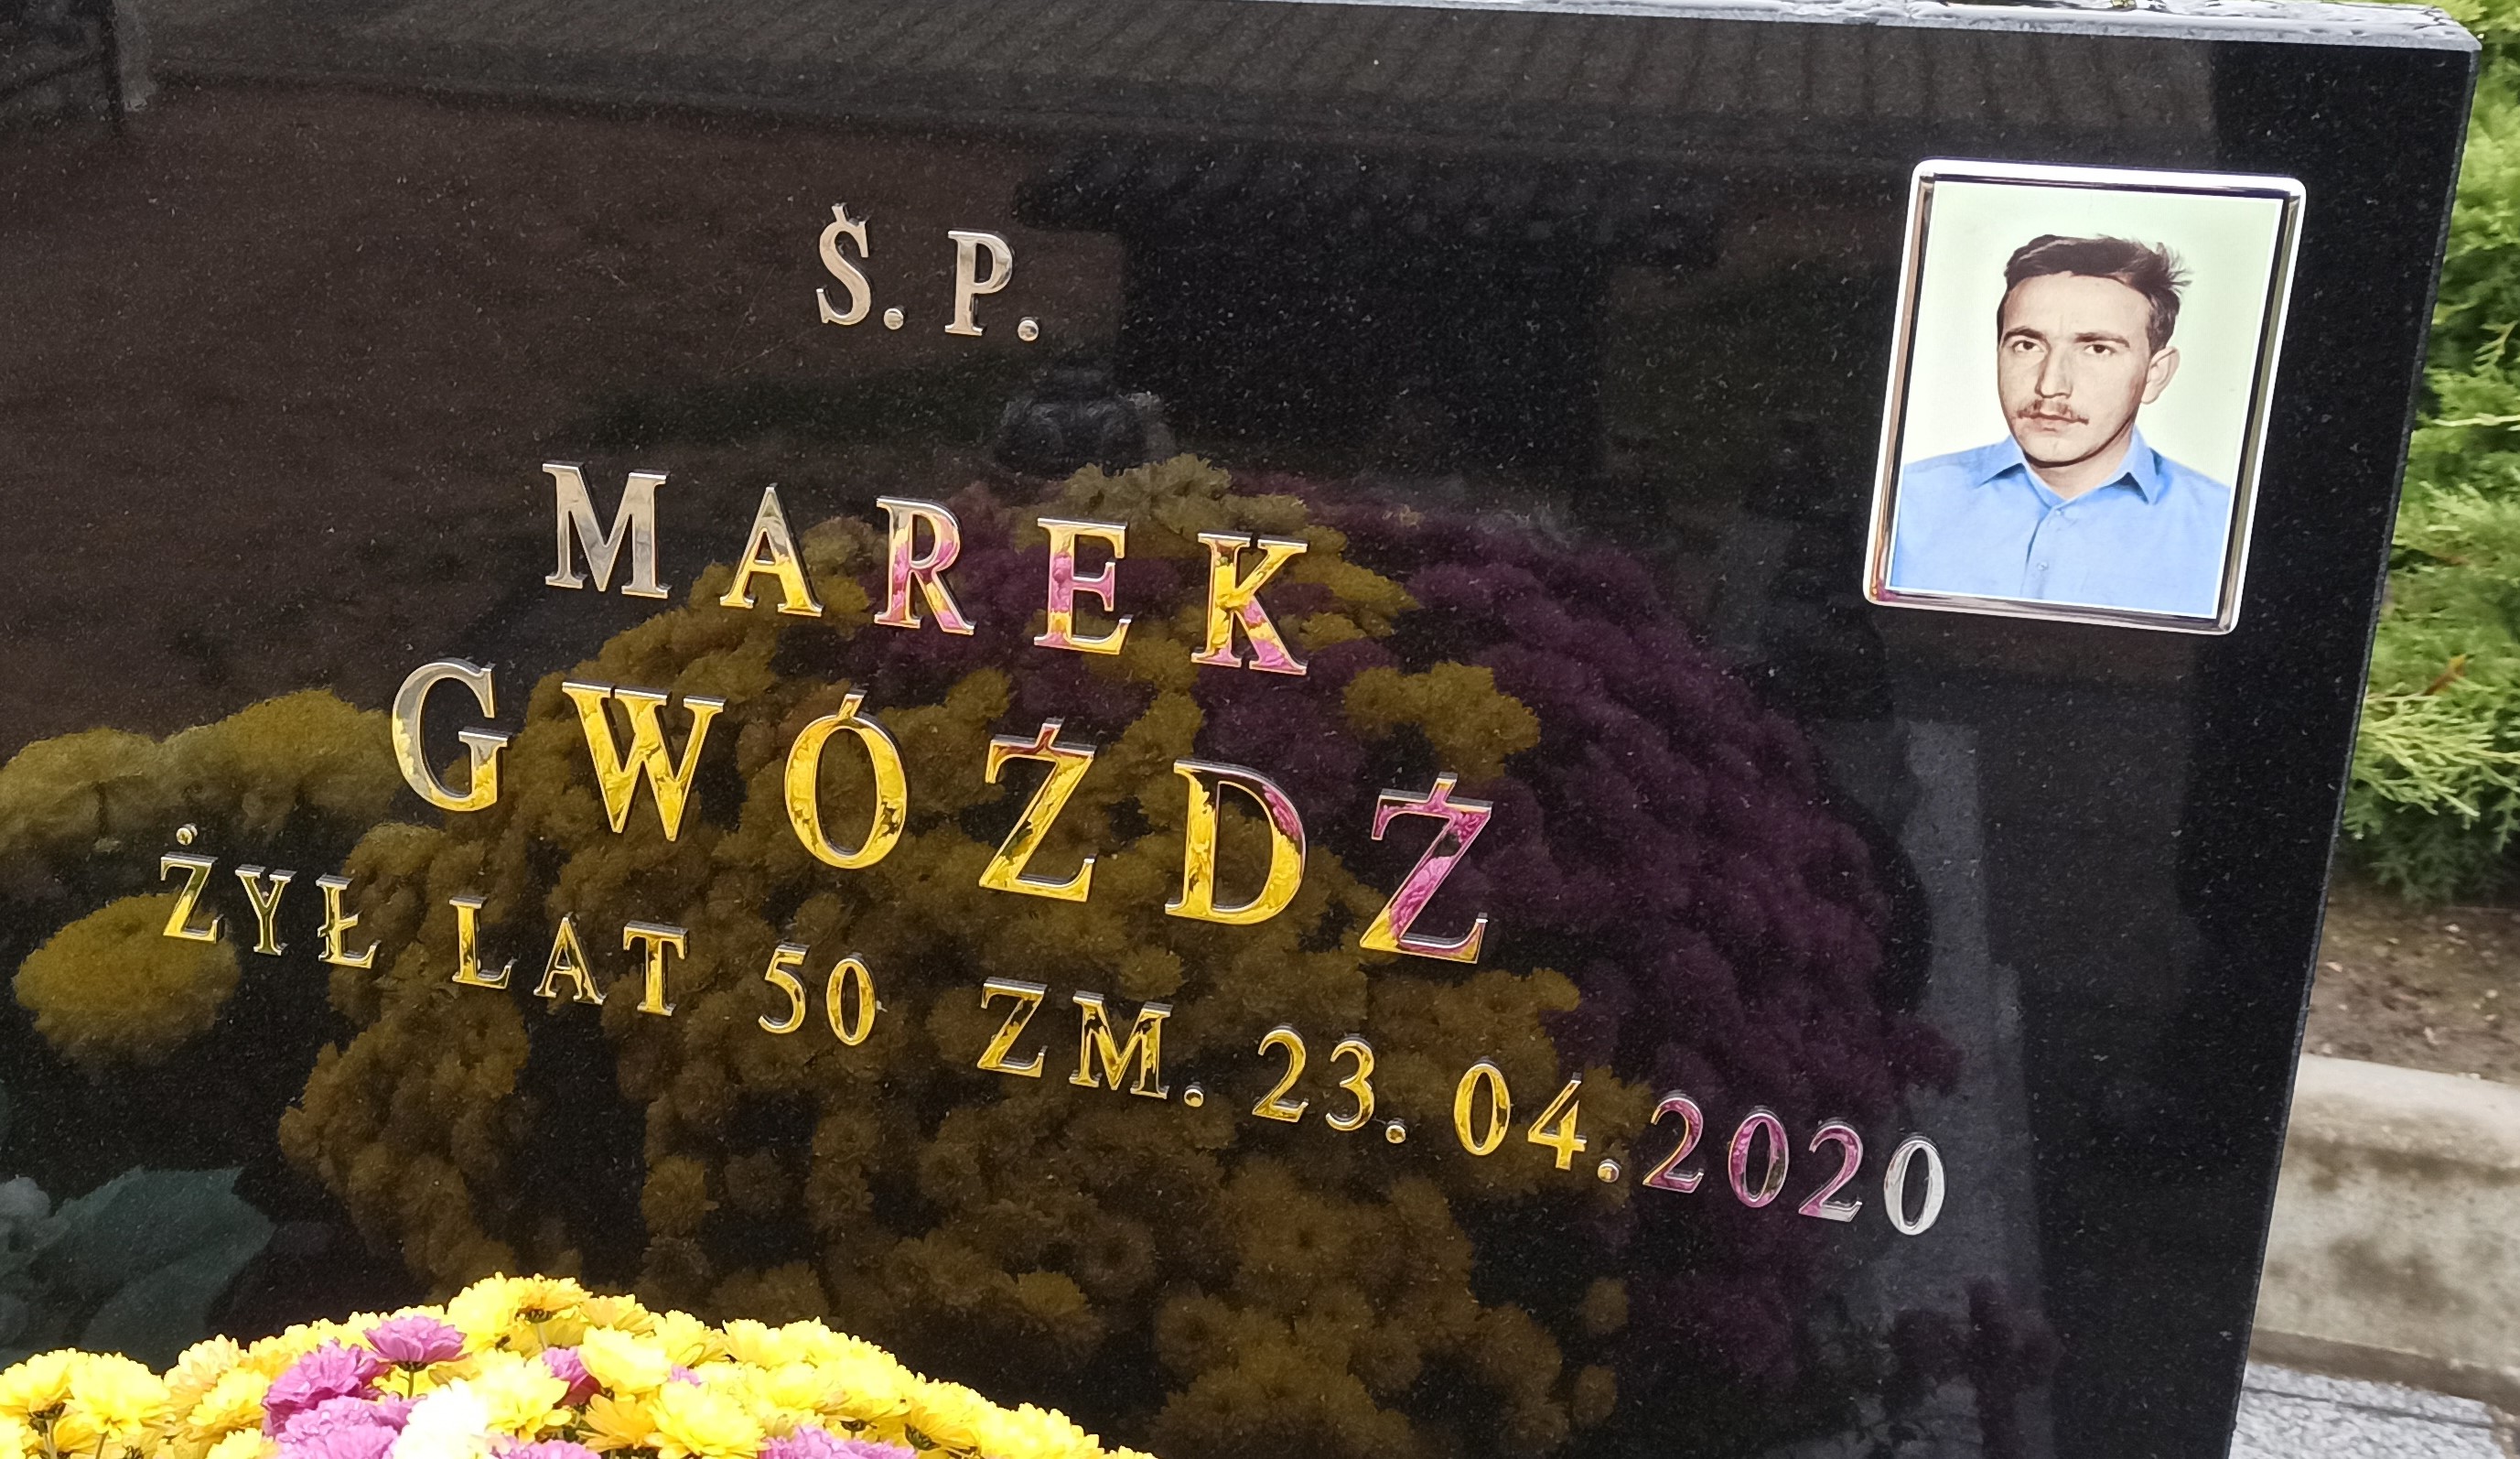 Ś. P.
MAREK
GWÓŹDŹ
ŻYŁ LAT 50 ZM. 23.04.2020